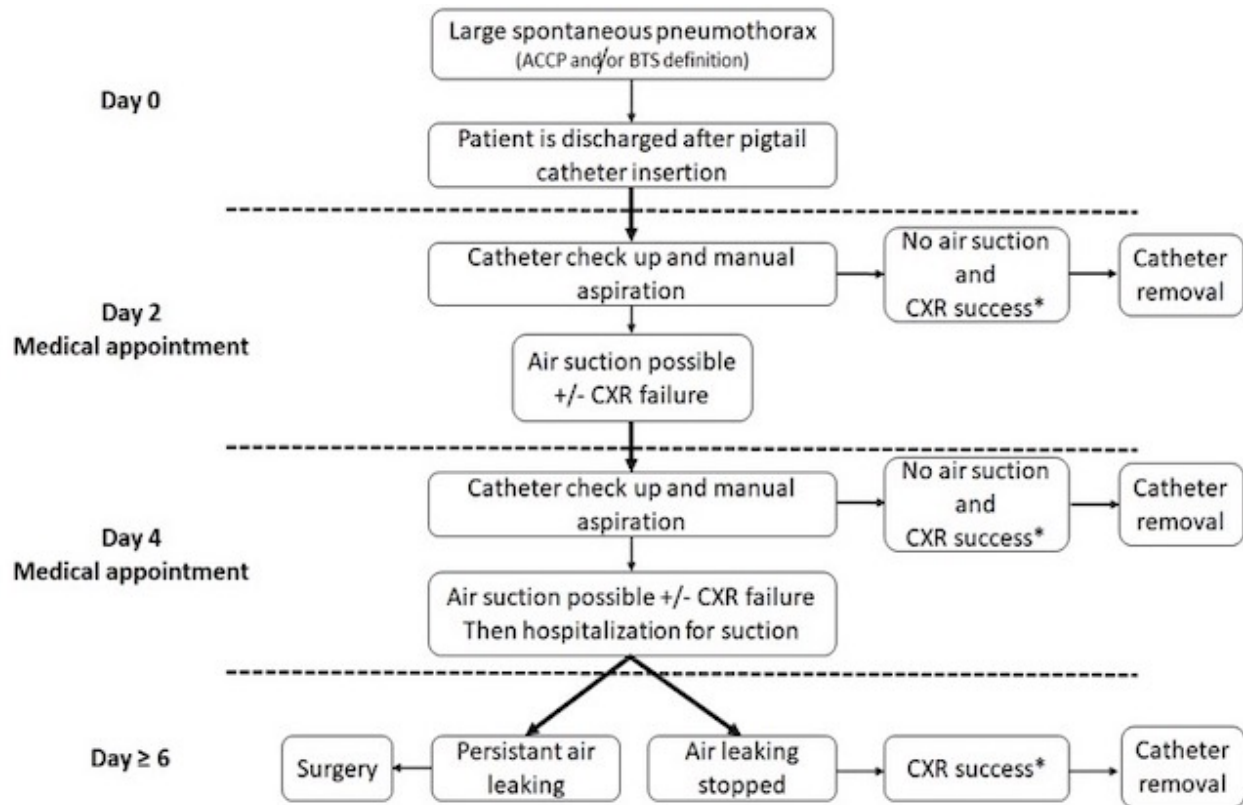 Large spontaneous pneumothorax
(ACCP and/or BTS definition)
Day 0
Patient is discharged after pigtail
catheter insertion
Catheter check up and manual
aspiration
No air suction
and
CXR success*
Catheter
removal
Day 2
Medical appointment
Air suction possible
+/- CXR failure
Catheter check up and manual
aspiration
No air suction
and
CXR success*
Catheter
removal
Day 4
Medical appointment
Air suction possible +/- CXR failure
Then hospitalization for suction
Day ≥ 6
Surgery
Persistant air
leaking
Air leaking
stopped
CXR success*
Catheter
removal